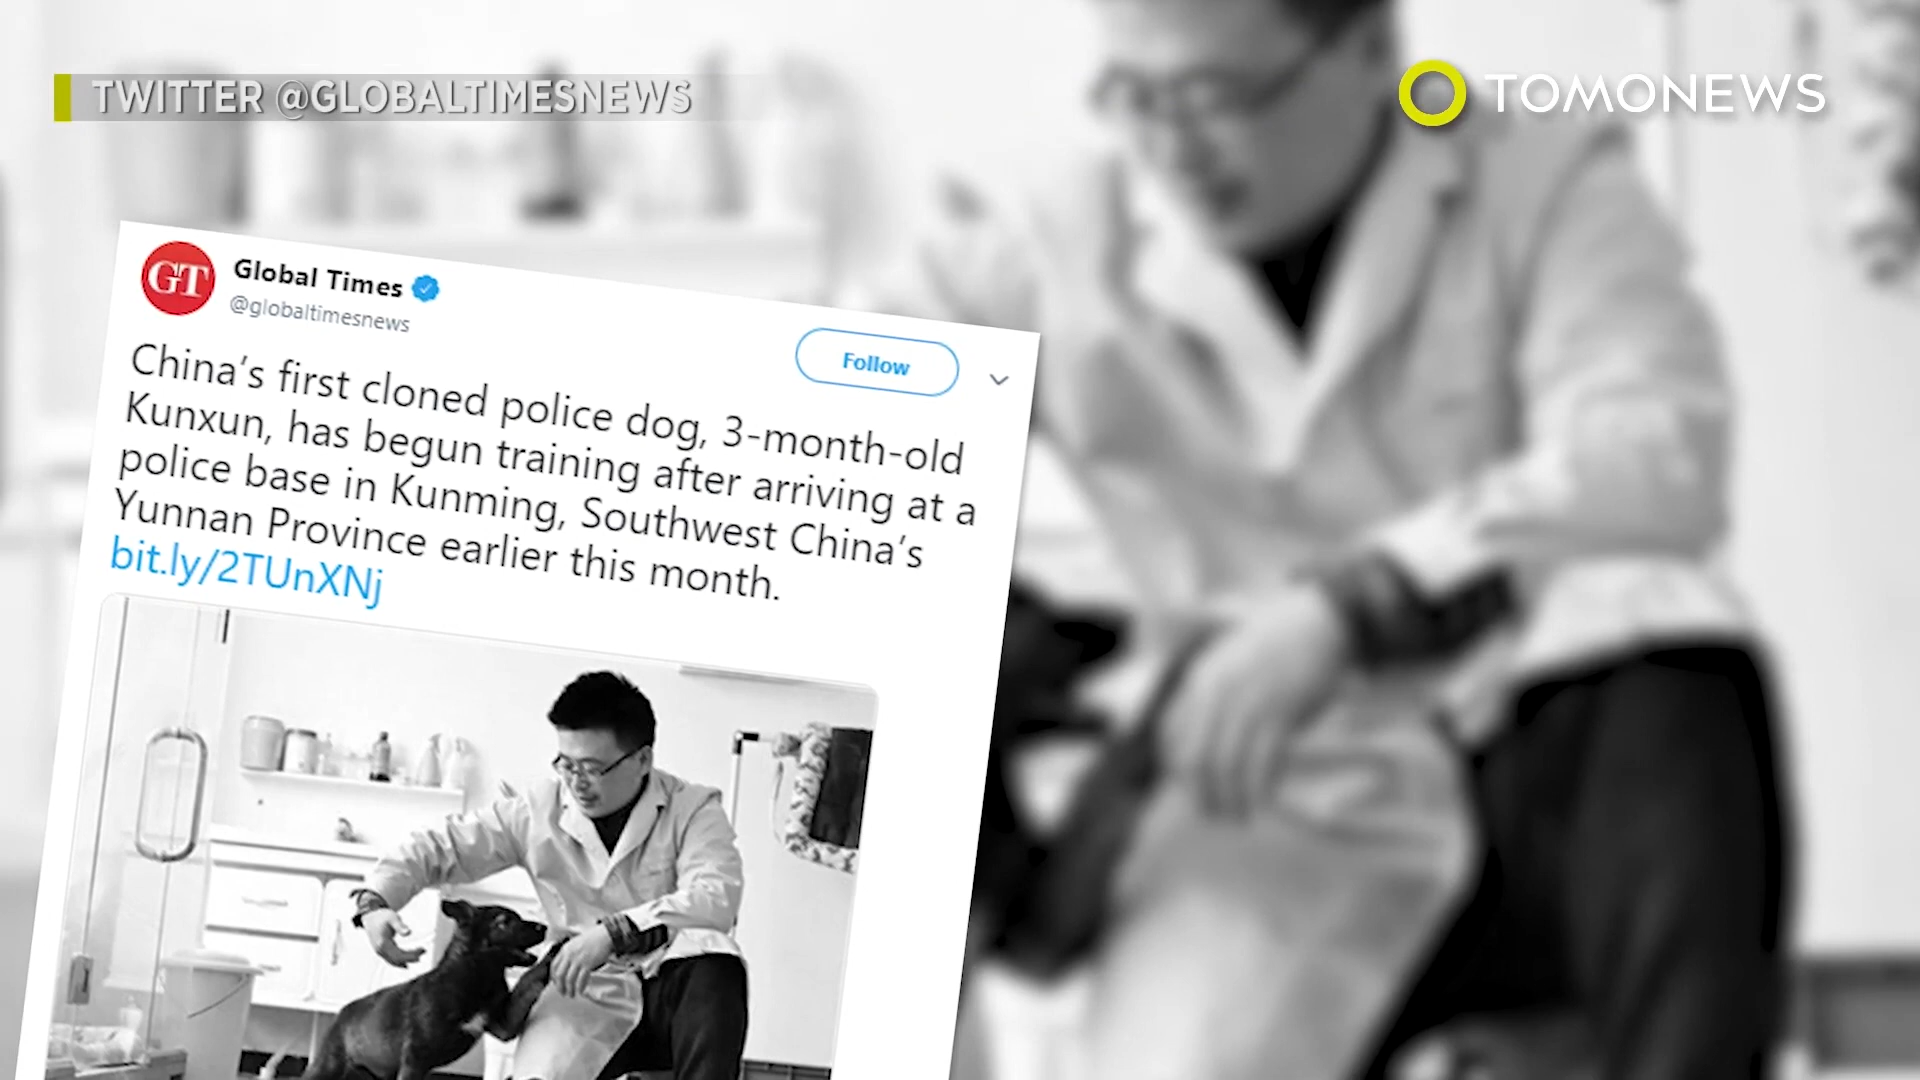 TWITTER @GLOBALTIMESNEWS
TOMONEWS
GT
Global Times
@globaltimesnews
Follow
China's first cloned police dog, 3-month-old
Kunxun, has begun training after arriving at a
police base in Kunming, Southwest China's
Yunnan Province earlier this month.
bit.ly/2TUnXNj